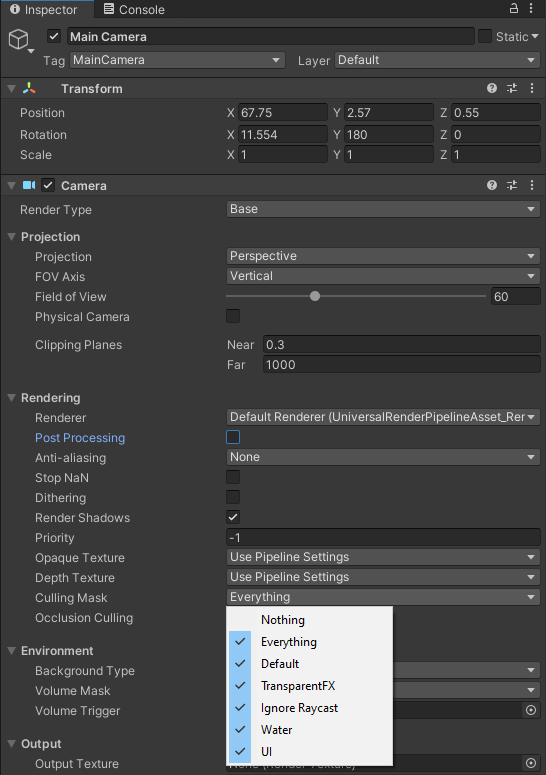 Inspector Console
Main Camera Static
Tag MainCamera Layer Default
Transform
Position X 67.75 Y 2.57 Z 0.55
Rotation X 11.554 Y 180 Z 0
Scale X 1 Y 1 Z 1
Camera
Render Type Base
Projection
Projection Perspective
FOV Axis Vertical
Field of View 60
Physical Camera
Clipping Planes Near 0.3
Far 1000
Rendering
Renderer Default Renderer (UniversalRenderPipelineAsset_Rer
Post Processing
Anti-aliasing None
Stop NaN
Dithering
Render Shadows
Priority -1
Opaque Texture Use Pipeline Settings
Depth Texture Use Pipeline Settings
Culling Mask Everything
Occlusion Culling
Nothing
Everything
Default
TransparentFX
Ignore Raycast
Water
UI
Environment
Background Type
Volume Mask
Volume Trigger
Output
Output Texture None (Render Texture)